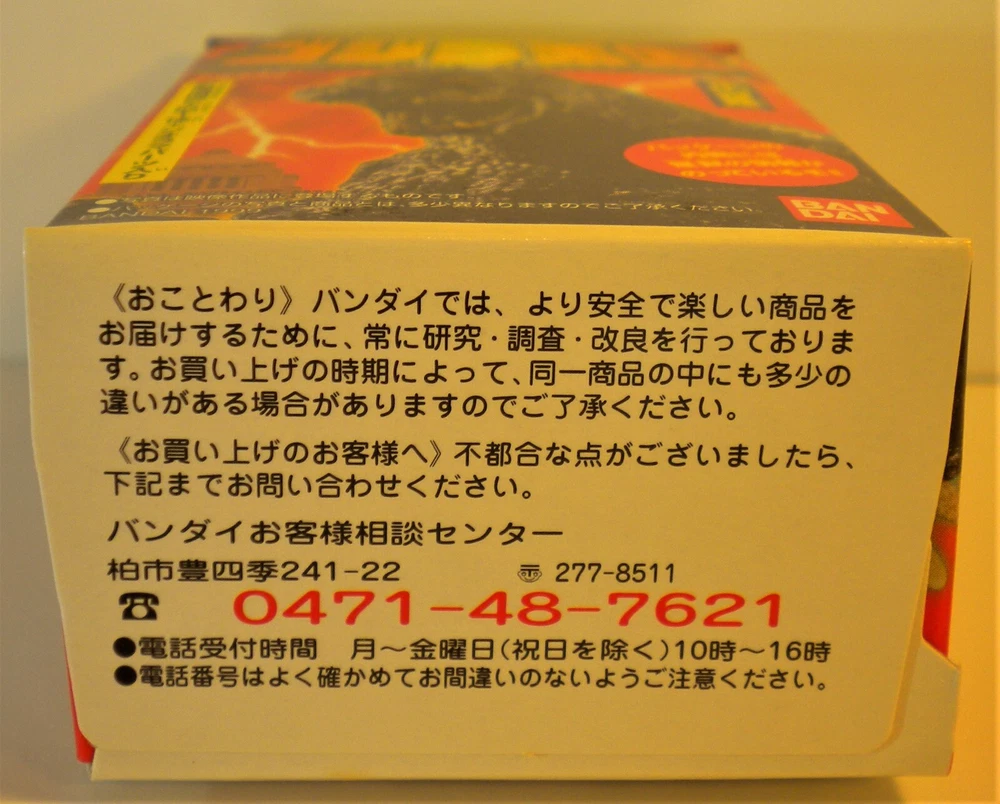 BAN
DAI
《おことわり》バンダイでは、より安全で楽しい商品を
お届けするために、常に研究・調査・改良を行っておりま
す。お買い上げの時期によって、同一商品の中にも多少の
違いがある場合がありますのでご了承ください。
《お買い上げのお客様へ》不都合な点がございましたら、
下記までお問い合わせください。
バンダイお客様相談センター
柏市豊四季241-22 〠 277-8511
☎ 0471-48-7621
●電話受付時間 月〜金曜日(祝日を除く)10時〜16時
●電話番号はよく確かめてお間違いのないようご注意ください。